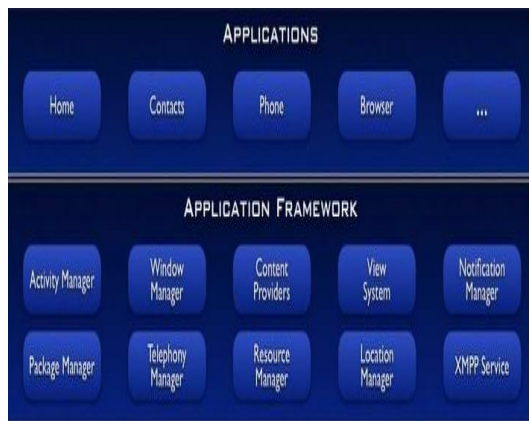 APPLICATIONS
Home
Contacts
Phone
Browser
...
APPLICATION FRAMEWORK
Activity Manager
Window
Manager
Content
Providers
View
System
Notification
Manager
Package Manager
Telephony
Manager
Resource
Manager
Location
Manager
XMPP Service